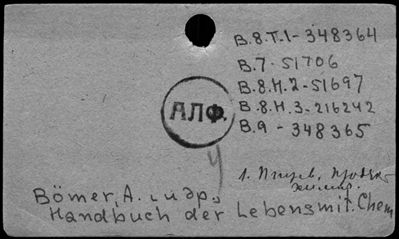 В.8.Т.1 - 348364
В.7 - 51706
В.8.Н.2 - 51697
В.8.Н.3 - 216242
В.9 - 348365
АЛФ.
Bömer, A. и др.,
Handbuch der Lebensmit. Chem